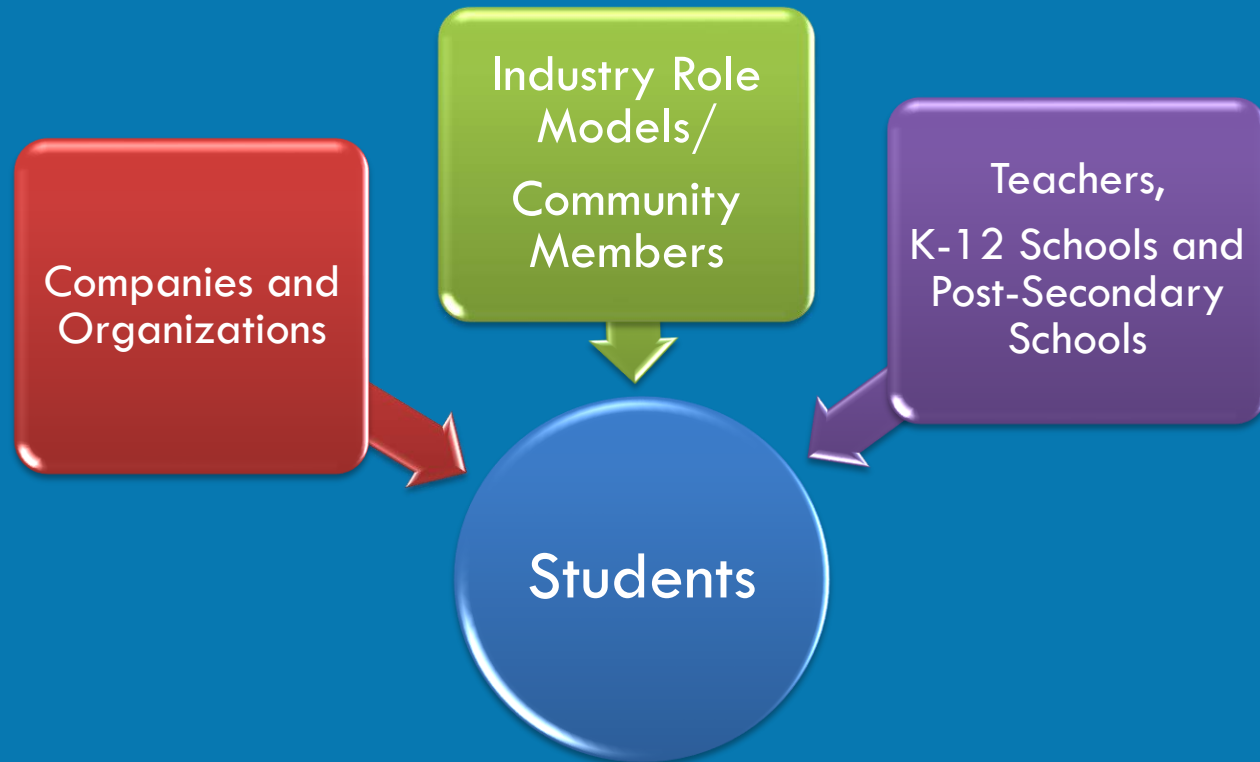 Companies and
Organizations
Industry Role
Models/
Community
Members
Teachers,
K-12 Schools and
Post-Secondary
Schools
Students